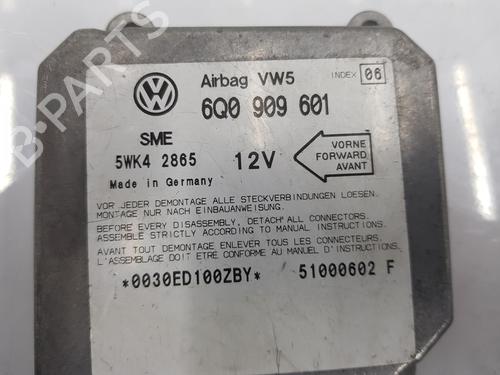 Airbag VW5
INDEX 06
6Q0 909 601
SME
5WK4 2865
12V
VORNE
FORWARD
AVANT
Made in Germany
VOR JEDER DEMONTAGE ALLE STECKVERBINDUNGEN LOESEN.
MONTAGE NUR NACH EINBAUANWEISUNG.
BEFORE EVERY DISASSEMBLY, DETACH ALL CONNECTORS.
ASSEMBLE STRICTLY ACCORDING TO MANUAL INSTRUCTIONS.
AVANT TOUT DEMONTAGE ENLEVER TOUS LES CONNECTEURS.
L'ASSEMBLAGE DOIT ETRE CONFORME AU MANUEL D'INSTRUCTIONS.
*0030ED100ZBY* 51000602 F